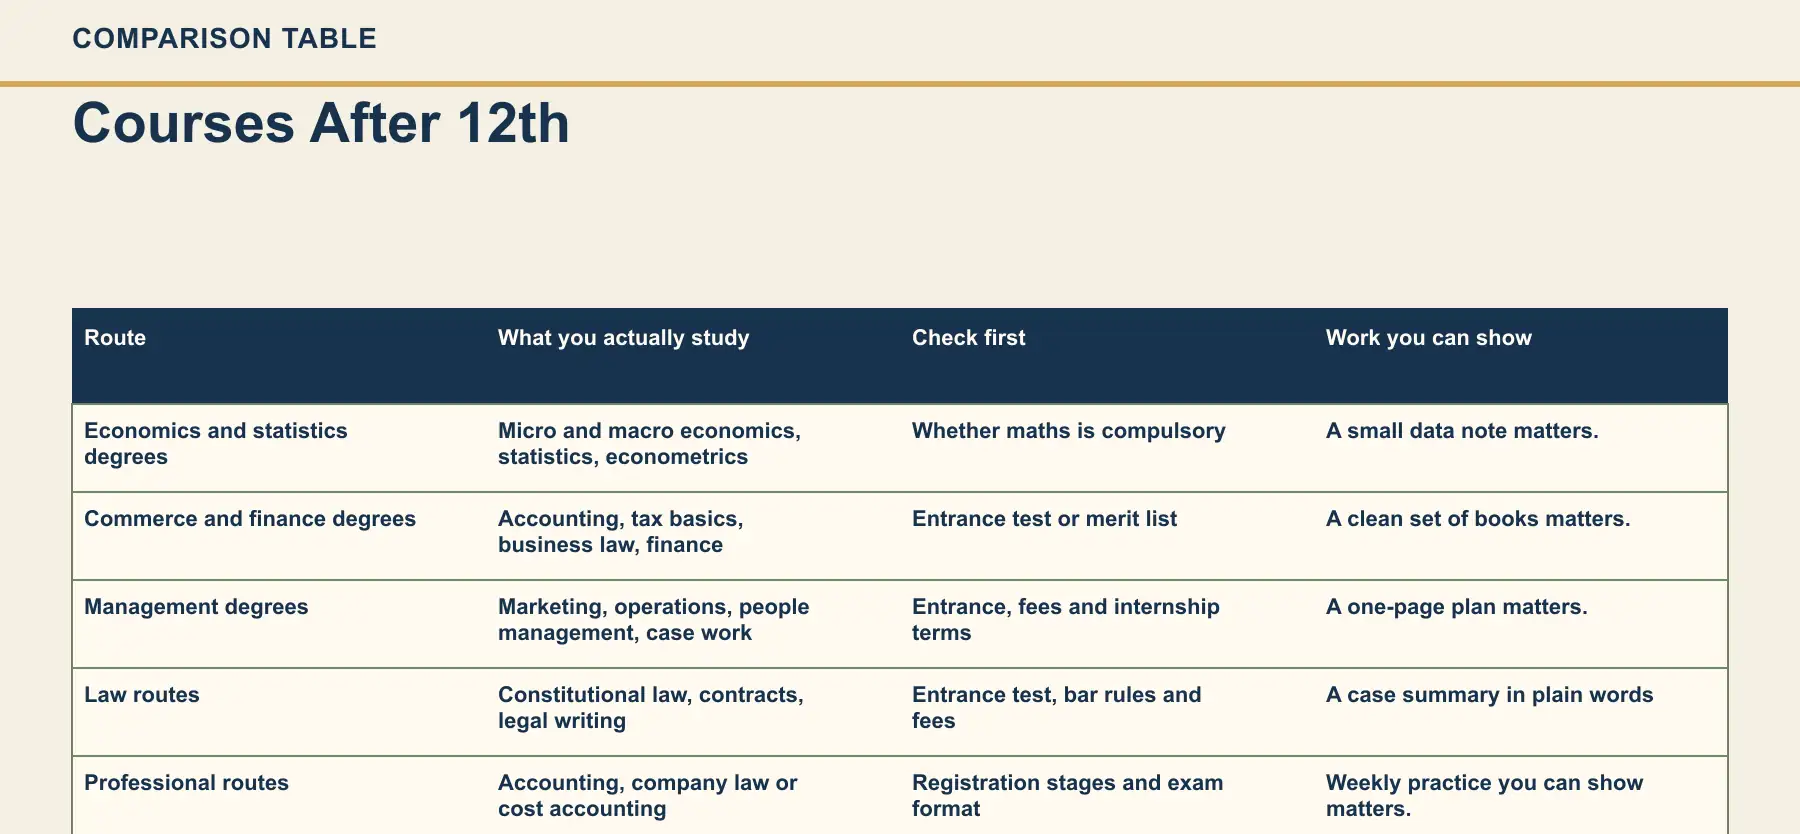 COMPARISON TABLE
Courses After 12th
Route
What you actually study
Check first
Work you can show
Economics and statistics
degrees
Micro and macro economics,
statistics, econometrics
Whether maths is compulsory
A small data note matters.
Commerce and finance degrees
Accounting, tax basics,
business law, finance
Entrance test or merit list
A clean set of books matters.
Management degrees
Marketing, operations, people
management, case work
Entrance, fees and internship
terms
A one-page plan matters.
Law routes
Constitutional law, contracts,
legal writing
Entrance test, bar rules and
fees
A case summary in plain words
Professional routes
Accounting, company law or
cost accounting
Registration stages and exam
format
Weekly practice you can show
matters.